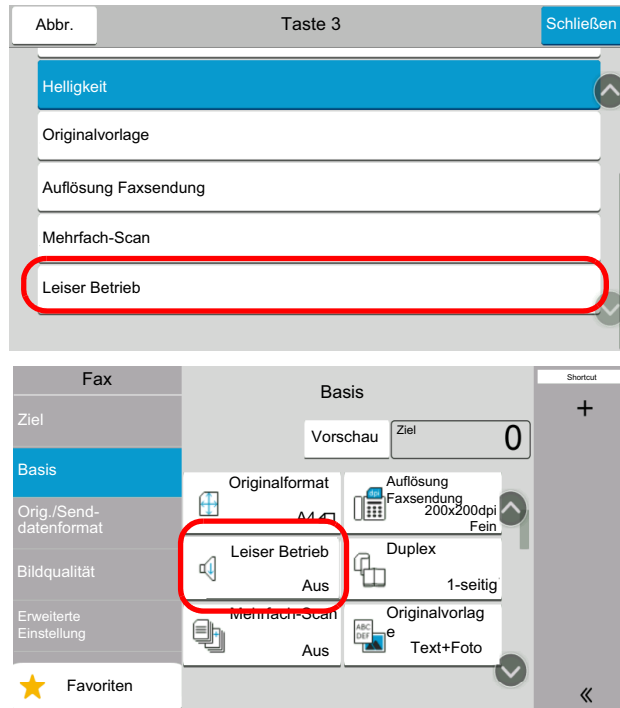 Abbr.
Taste 3
Schließen
Helligkeit
Originalvorlage
Auflösung Faxsendung
Mehrfach-Scan
Leiser Betrieb
Fax
Basis
Shortcut
+
Ziel
Vorschau
Ziel
0
Basis
Orig./Send-
datenformat
Bildqualität
Erweiterte
Einstellung
Favoriten
Originalformat
A4
Auflösung
Faxsendung
200x200dpi
Fein
Leiser Betrieb
Aus
Duplex
1-seitig
Mehrfach-Scan
Aus
Originalvorlag
e
Text+Foto